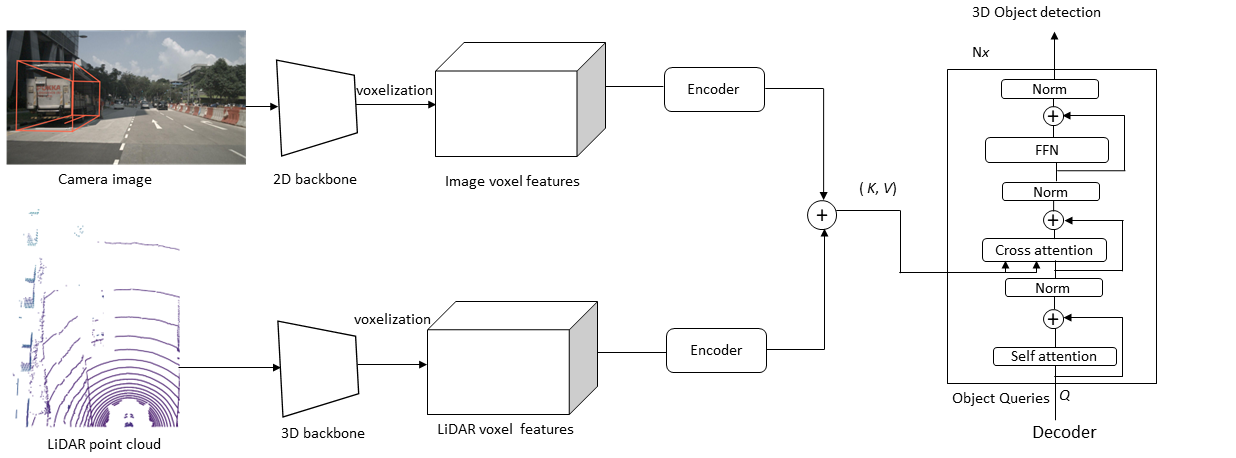 3D Object detection
Nx
Norm
+
FFN
Norm
+
Cross attention
Norm
+
Self attention
Object Queries
Q
Decoder
voxelization
Encoder
Camera image
2D backbone
Image voxel features
( K, V)
+
voxelization
Encoder
LiDAR point cloud
3D backbone
LiDAR voxel features